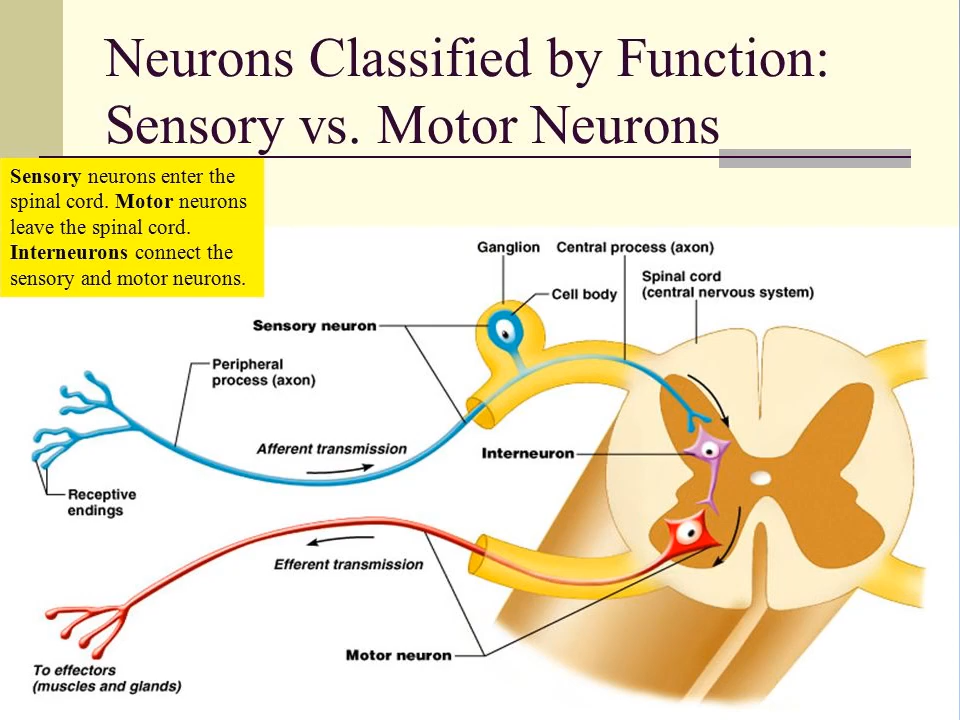 Neurons Classified by Function:
Sensory vs. Motor Neurons
Sensory neurons enter the
spinal cord. Motor neurons
leave the spinal cord.
Interneurons connect the
sensory and motor neurons.
Ganglion
Central process (axon)
Spinal cord
(central nervous system)
Cell body
Sensory neuron
Peripheral
process (axon)
Afferent transmission
Interneuron
Receptive
endings
Efferent transmission
Motor neuron
To effectors
(muscles and glands)